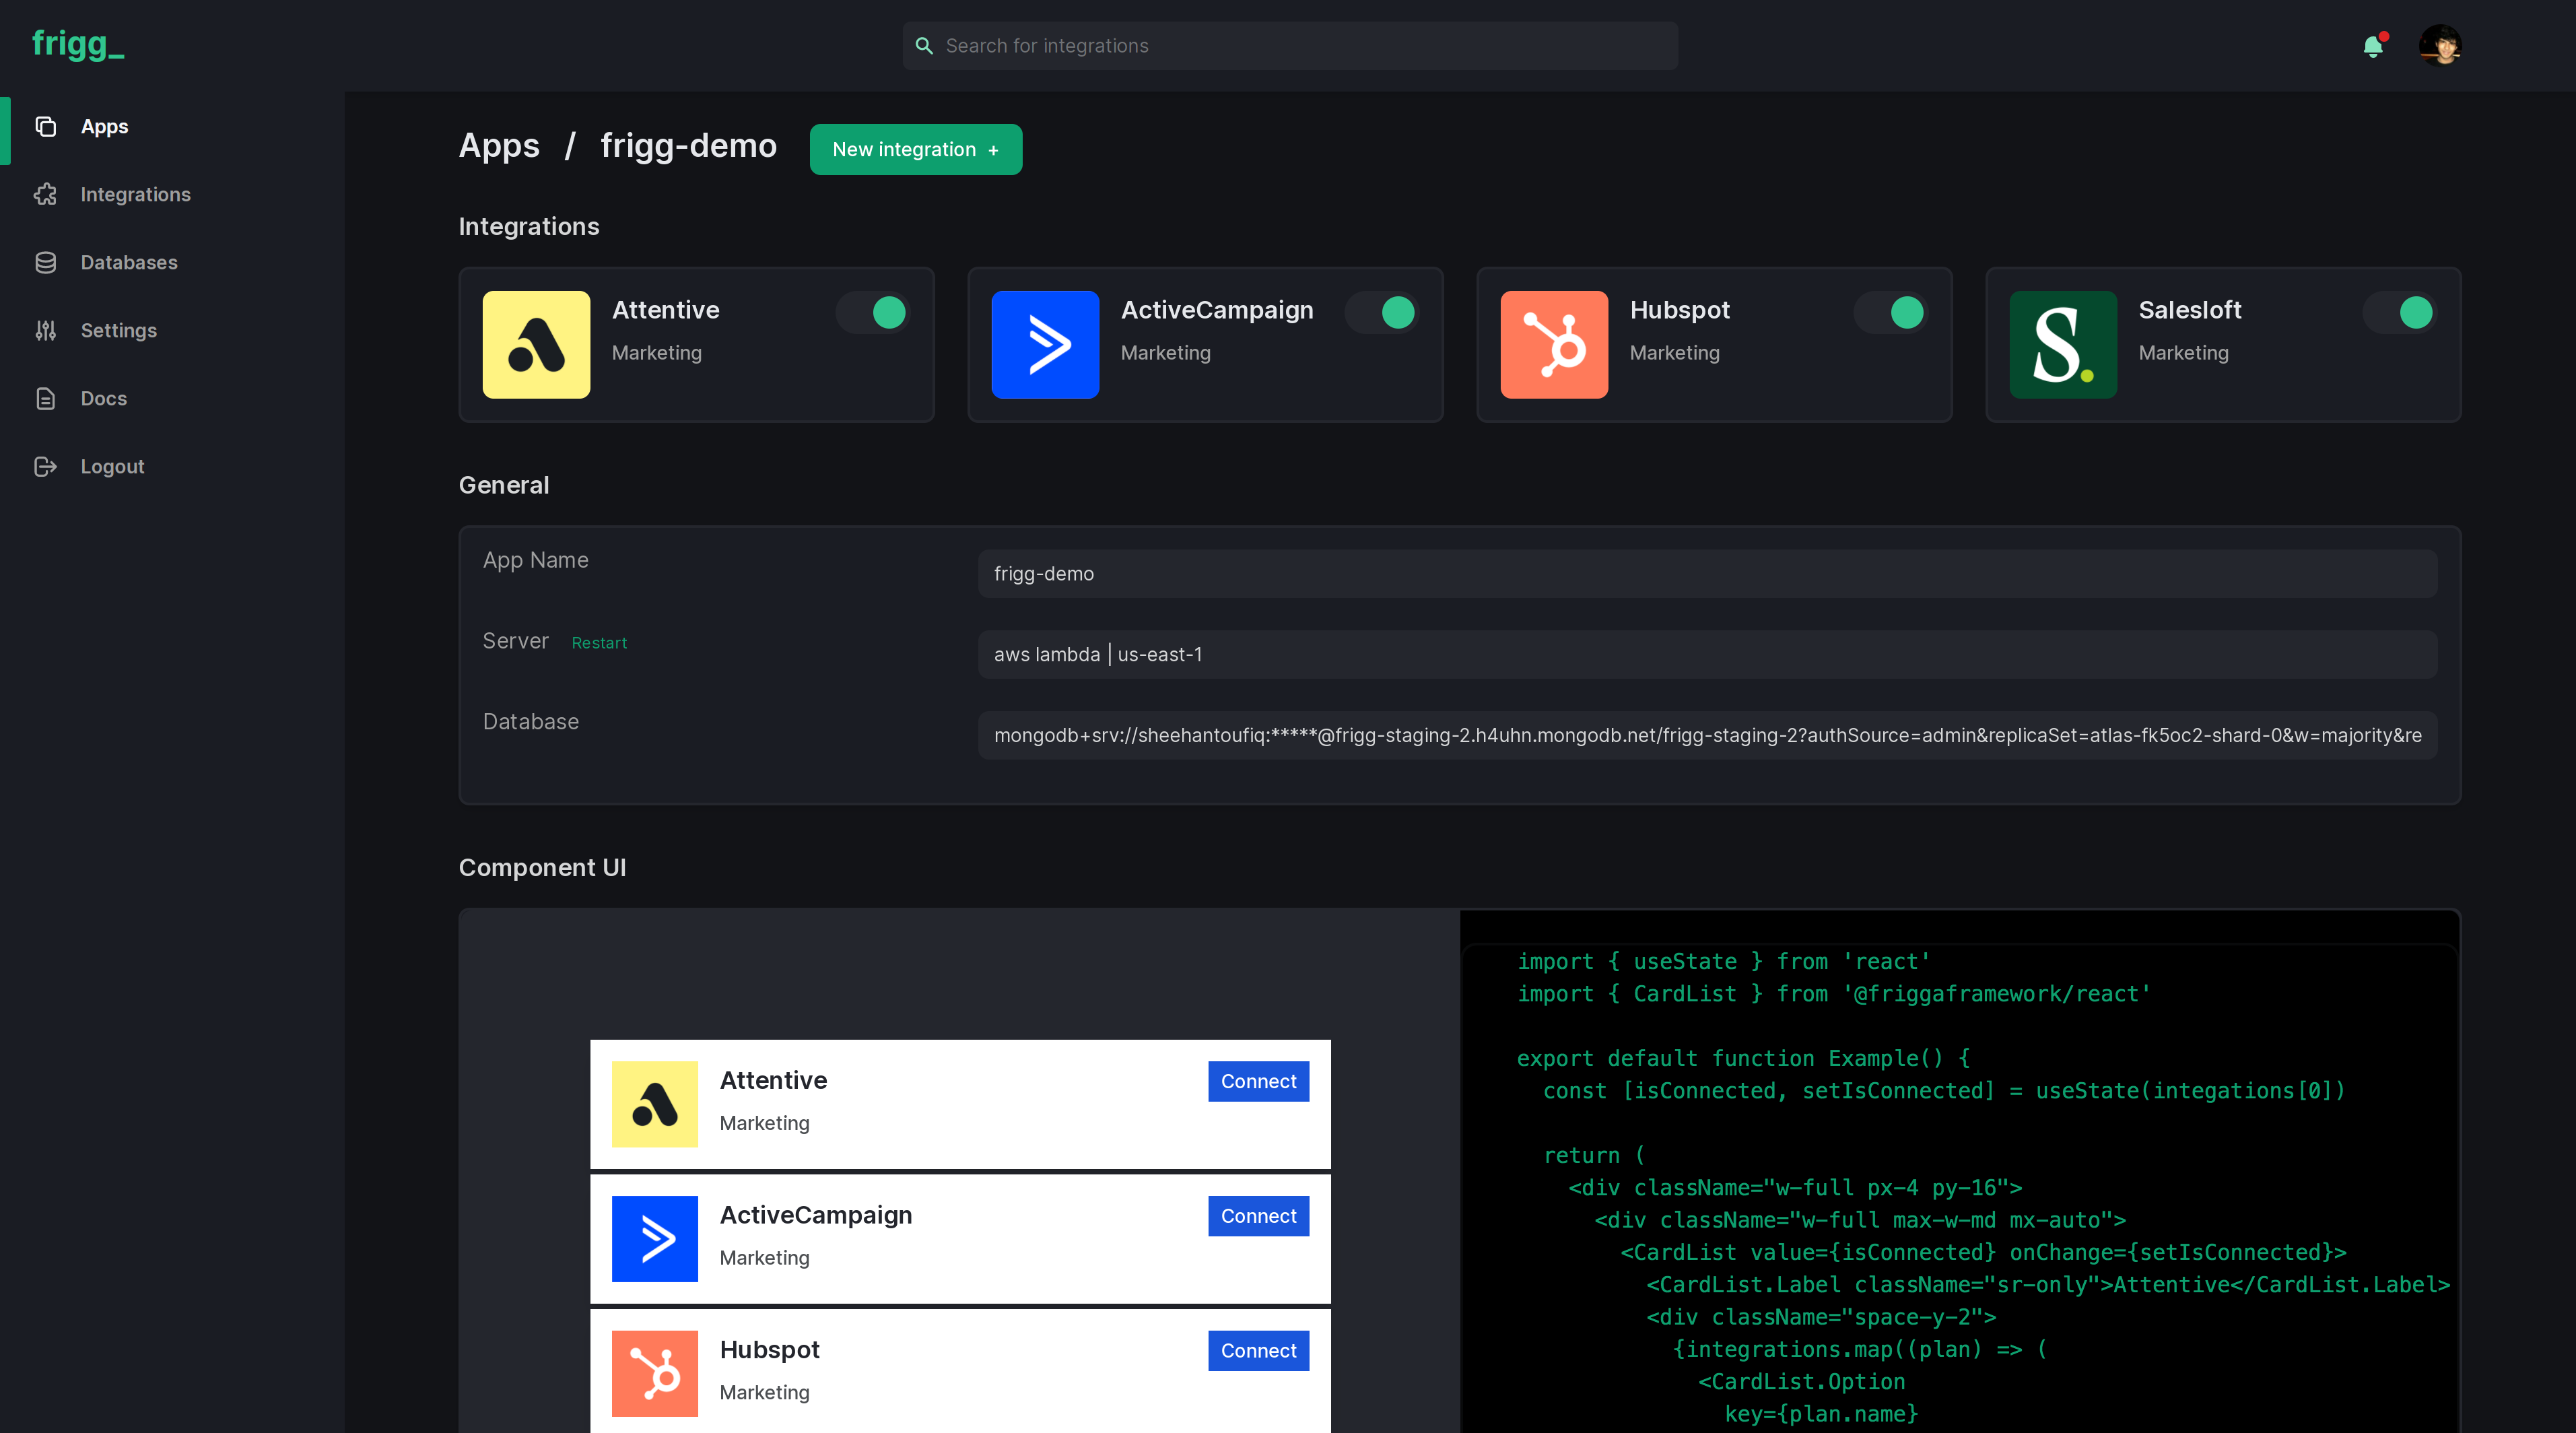 frigg_
Search for integrations
Apps
Integrations
Databases
Settings
Docs
Logout
Apps / frigg-demo
New integration +
Integrations
Attentive
Marketing
ActiveCampaign
Marketing
Hubspot
Marketing
Salesloft
Marketing
General
App Name
frigg-demo
Server Restart
aws lambda | us-east-1
Database
mongodb+srv://sheehantoufiq:*****@frigg-staging-2.h4uhn.mongodb.net/frigg-staging-2?authSource=admin&replicaSet=atlas-fk5oc2-shard-0&w=majority&re
Component UI
Attentive
Marketing
Connect
ActiveCampaign
Marketing
Connect
Hubspot
Marketing
Connect
import { useState } from 'react'
import { CardList } from '@friggaframework/react'
export default function Example() {
const [isConnected, setIsConnected] = useState(integations[0])
return (
<div className="w-full px-4 py-16">
<div className="w-full max-w-md mx-auto">
<CardList value={isConnected} onChange={setIsConnected}>
<CardList.Label className="sr-only">Attentive</CardList.Label>
<div className="space-y-2">
{integrations.map((plan) => (
<CardList.Option
key={plan.name}